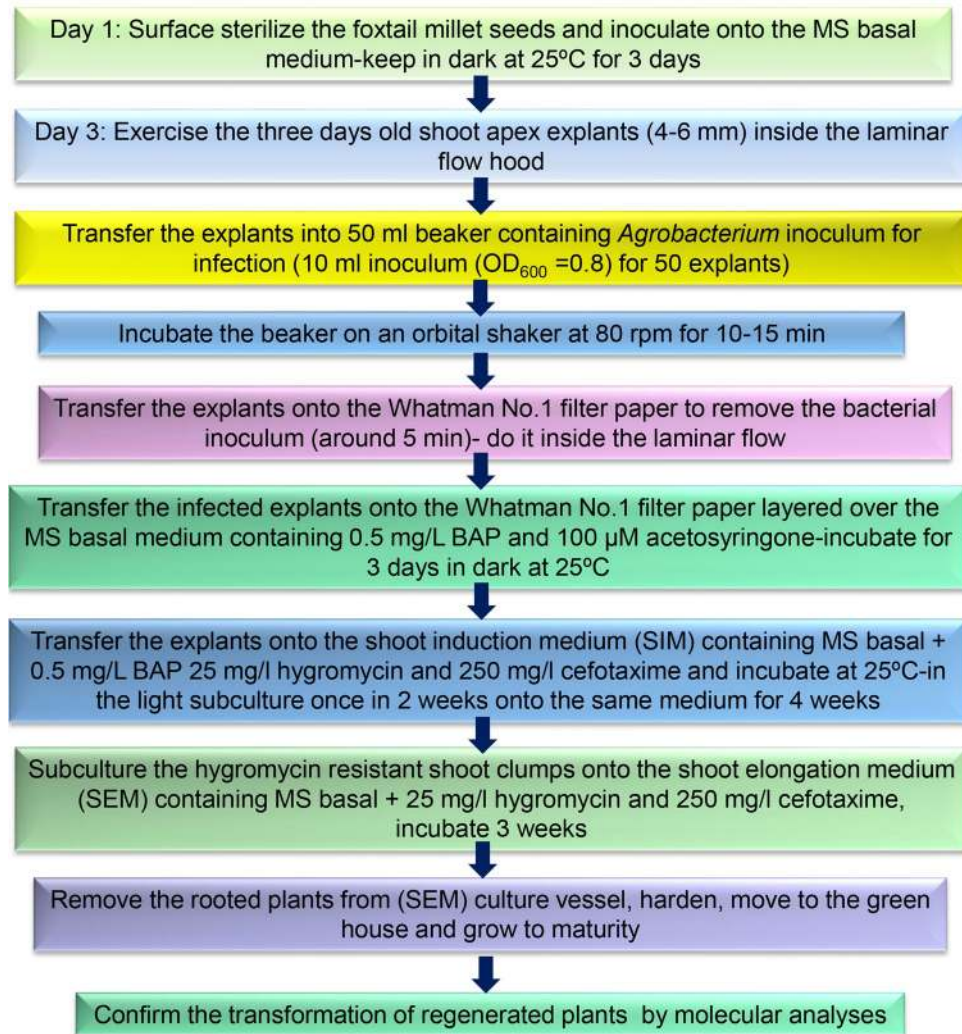 Day 1: Surface sterilize the foxtail millet seeds and inoculate onto the MS basal
medium-keep in dark at 25ºC for 3 days
Day 3: Exercise the three days old shoot apex explants (4-6 mm) inside the laminar
flow hood
Transfer the explants into 50 ml beaker containing Agrobacterium inoculum for
infection (10 ml inoculum (OD600 =0.8) for 50 explants)
Incubate the beaker on an orbital shaker at 80 rpm for 10-15 min
Transfer the explants onto the Whatman No.1 filter paper to remove the bacterial
inoculum (around 5 min)- do it inside the laminar flow
Transfer the infected explants onto the Whatman No.1 filter paper layered over the
MS basal medium containing 0.5 mg/L BAP and 100 µM acetosyringone-incubate for
3 days in dark at 25ºC
Transfer the explants onto the shoot induction medium (SIM) containing MS basal +
0.5 mg/L BAP 25 mg/l hygromycin and 250 mg/l cefotaxime and incubate at 25ºC-in
the light subculture once in 2 weeks onto the same medium for 4 weeks
Subculture the hygromycin resistant shoot clumps onto the shoot elongation medium
(SEM) containing MS basal + 25 mg/l hygromycin and 250 mg/l cefotaxime,
incubate 3 weeks
Remove the rooted plants from (SEM) culture vessel, harden, move to the green
house and grow to maturity
Confirm the transformation of regenerated plants by molecular analyses